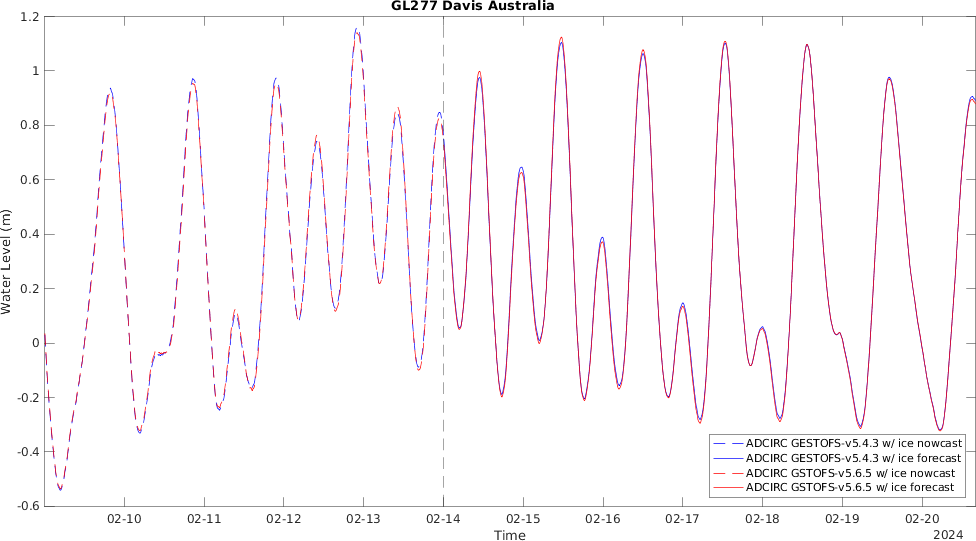 GL277 Davis Australia
1.2
1
0.8
0.6
0.4
0.2
0
-0.2
-0.4
-0.6
Water Level (m)
ADCIRC GESTOFS-v5.4.3 w/ ice nowcast
ADCIRC GESTOFS-v5.4.3 w/ ice forecast
ADCIRC GSTOFS-v5.6.5 w/ ice nowcast
ADCIRC GSTOFS-v5.6.5 w/ ice forecast
02-10 02-11 02-12 02-13 02-14 02-15 02-16 02-17 02-18 02-19 02-20
Time
2024